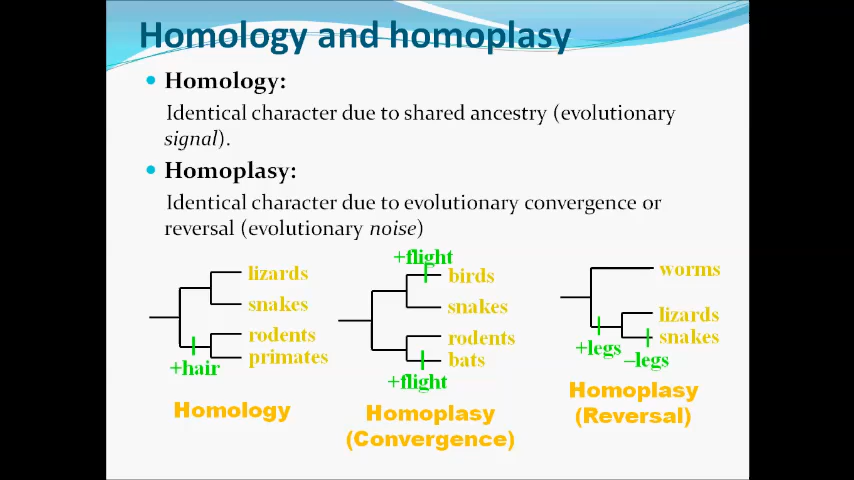 Homology and homoplasy
• Homology:
Identical character due to shared ancestry (evolutionary
signal).
• Homoplasy:
Identical character due to evolutionary convergence or
reversal (evolutionary noise)
lizards
snakes
rodents
primates
+hair
Homology
+flight
birds
snakes
rodents
bats
+flight
Homoplasy
(Convergence)
worms
lizards
snakes
+legs
–legs
Homoplasy
(Reversal)